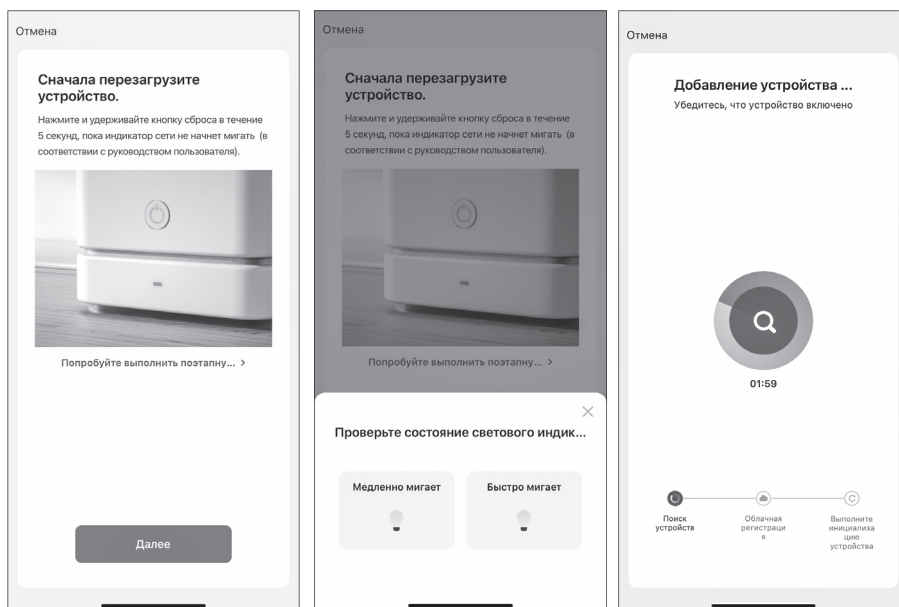 Отмена
Сначала перезагрузите
устройство.
Нажмите и удерживайте кнопку сброса в течение
5 секунд, пока индикатор сети не начнет мигать (в
соответствии с руководством пользователя).
Попробуйте выполнить поэтапну... >
Далее
Отмена
Сначала перезагрузите
устройство.
Нажмите и удерживайте кнопку сброса в течение
5 секунд, пока индикатор сети не начнет мигать (в
соответствии с руководством пользователя).
Попробуйте выполнить поэтапну... >
Проверьте состояние светового индик...
Медленно мигает
Быстро мигает
Отмена
Добавление устройства ...
Убедитесь, что устройство включено
01:59
Поиск
устройств
Облачная
регистраци
я
Выполните
инициализа
цию
устройства